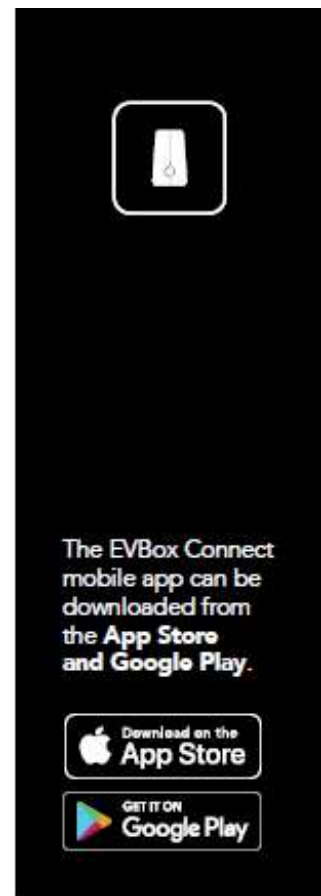 The EVBox Connect
mobile app can be
downloaded from
the App Store
and Google Play.
Download on the
App Store
GET IT ON
Google Play